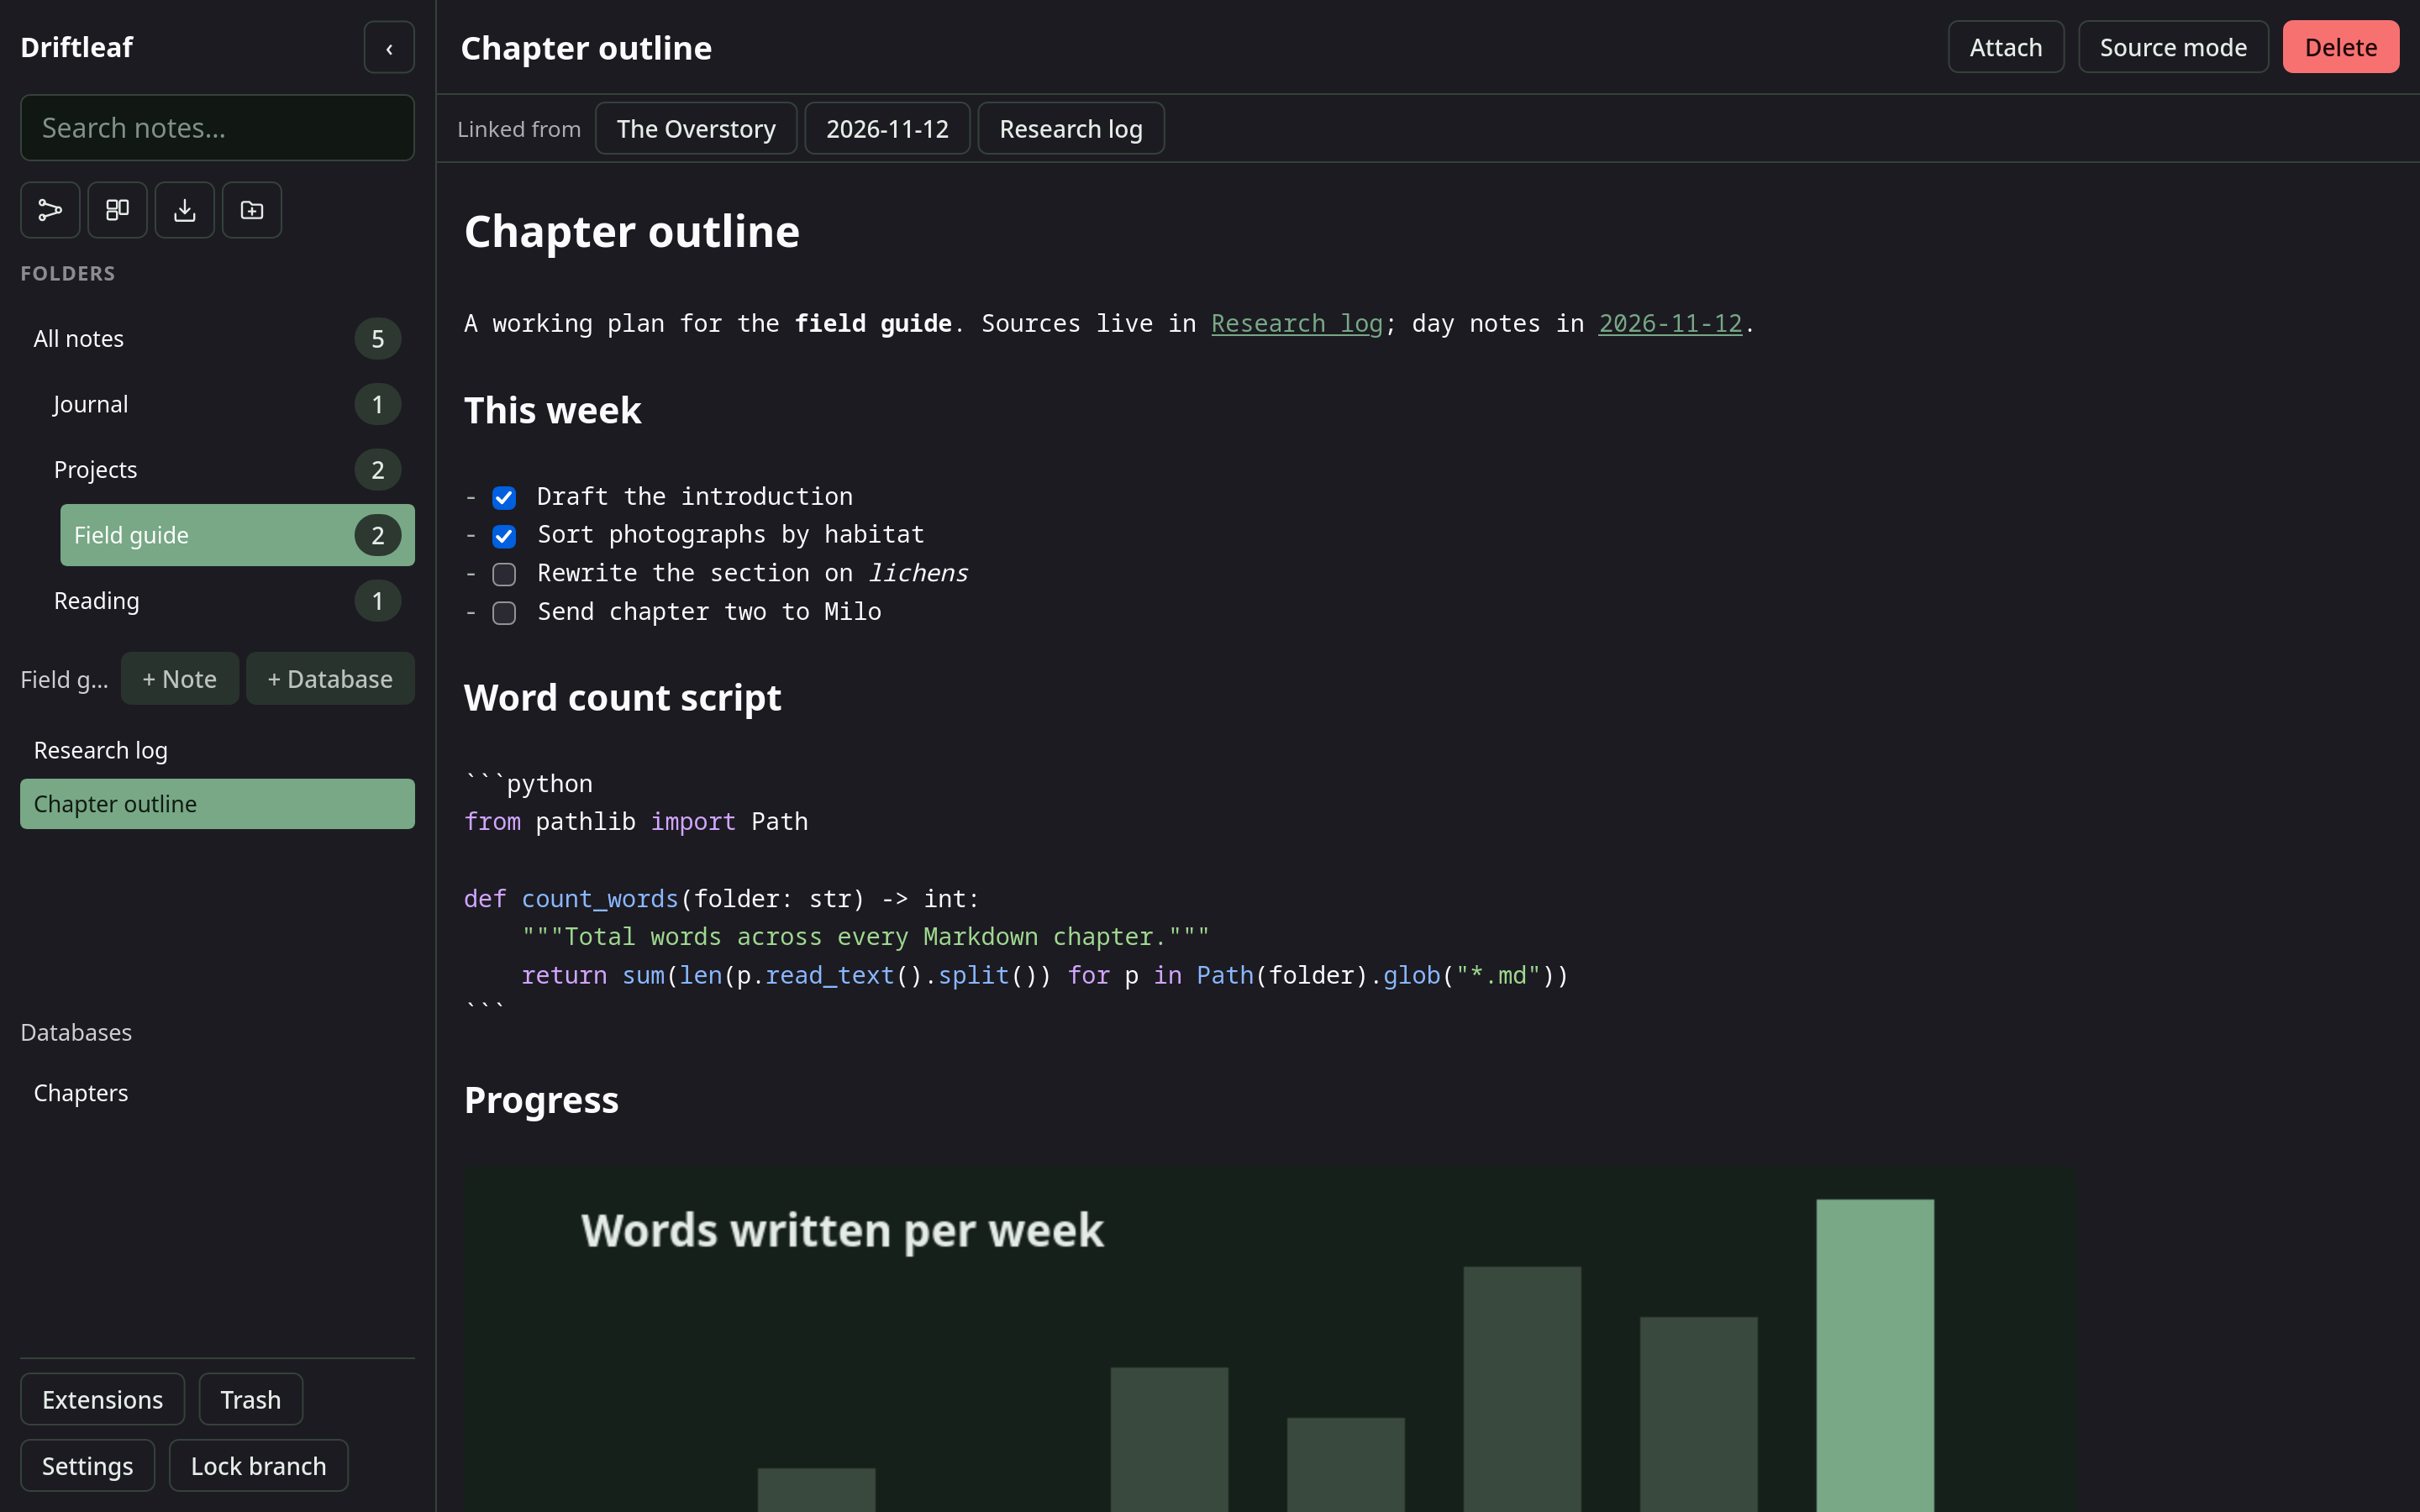 Driftleaf
‹
Search notes...
FOLDERS
All notes 5
Journal 1
Projects 2
Field guide 2
Reading 1
Field g... + Note + Database
Research log
Chapter outline
Databases
Chapters
Extensions Trash
Settings Lock branch
Chapter outline Attach Source mode Delete
Linked from The Overstory 2026-11-12 Research log
Chapter outline
A working plan for the field guide. Sources live in Research log; day notes in 2026-11-12.
This week
- Draft the introduction
- Sort photographs by habitat
- Rewrite the section on lichens
- Send chapter two to Milo
Word count script
```python
from pathlib import Path
def count_words(folder: str) -> int:
    """Total words across every Markdown chapter."""
    return sum(len(p.read_text().split()) for p in Path(folder).glob("*.md"))
```
Progress
Words written per week